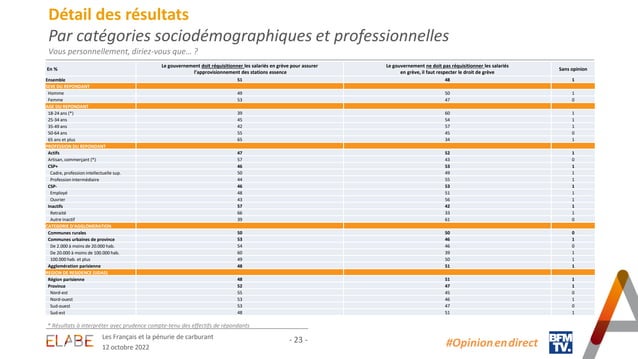 Détail des résultats
Par catégories sociodémographiques et professionnelles
Vous personnellement, diriez-vous que… ?
En % Le gouvernement doit réquisitionner les salariés en grève pour assurer l'approvisionnement des stations essence Le gouvernement ne doit pas réquisitionner les salariés en grève, il faut respecter le droit de grève Sans opinion
Ensemble 51 48 1
SEXE DU REPONDANT
Homme 49 50 1
Femme 53 47 0
AGE DU REPONDANT
18-24 ans (*) 39 60 1
25-34 ans 45 54 1
35-49 ans 42 57 1
50-64 ans 55 45 0
65 ans et plus 65 34 1
PROFESSION DU REPONDANT
Actifs 47 52 1
Artisan, commerçant (*) 57 43 0
CSP+ 46 53 1
Cadre, profession intellectuelle sup. 50 49 1
Profession intermédiaire 44 55 1
CSP- 46 53 1
Employé 48 51 1
Ouvrier 43 56 1
Inactifs 57 42 1
Retraité 66 33 1
Autre inactif 39 61 0
CATEGORIE D'AGGLOMERATION
Communes rurales 50 50 0
Communes urbaines de province 53 46 1
De 2.000 à moins de 20.000 hab. 54 46 0
De 20.000 à moins de 100.000 hab. 60 39 1
100.000 hab. et plus 49 50 1
Agglomération parisienne 48 51 1
REGION DE RESIDENCE (UDA5)
Région parisienne 48 51 1
Province 52 47 1
Nord-est 55 45 0
Nord-ouest 53 46 1
Sud-ouest 53 47 0
Sud-est 48 51 1
* Résultats à interpréter avec prudence compte tenu des effectifs de répondants
ELABE
Les Français et la pénurie de carburant
12 octobre 2022
- 23 -
#Opinion en direct
BFM
TV.